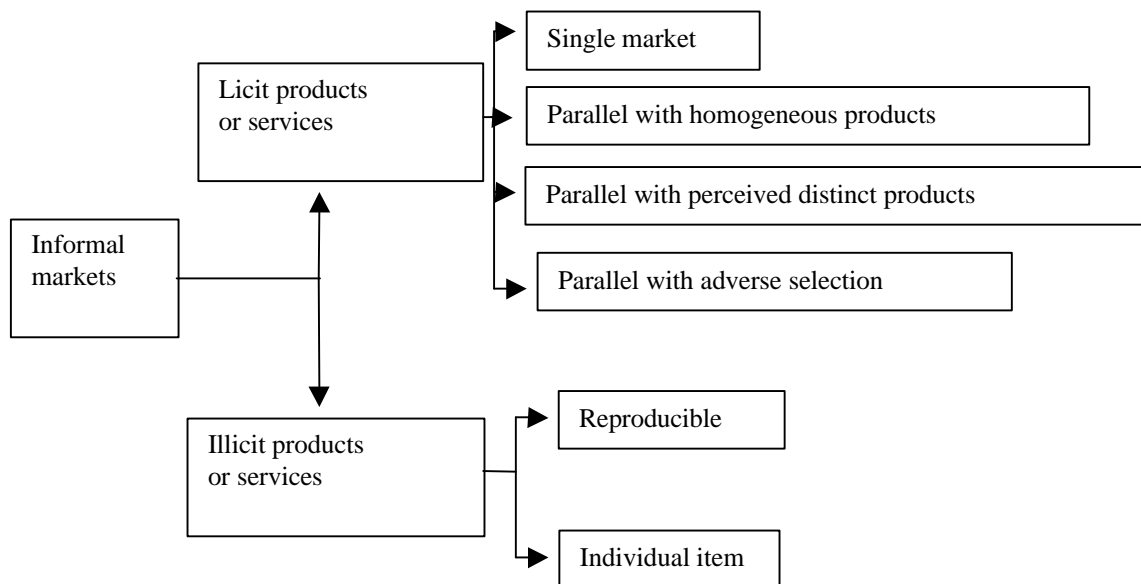 Single market
Licit products
or services
Parallel with homogeneous products
Parallel with perceived distinct products
Informal
markets
Parallel with adverse selection
Reproducible
Illicit products
or services
Individual item